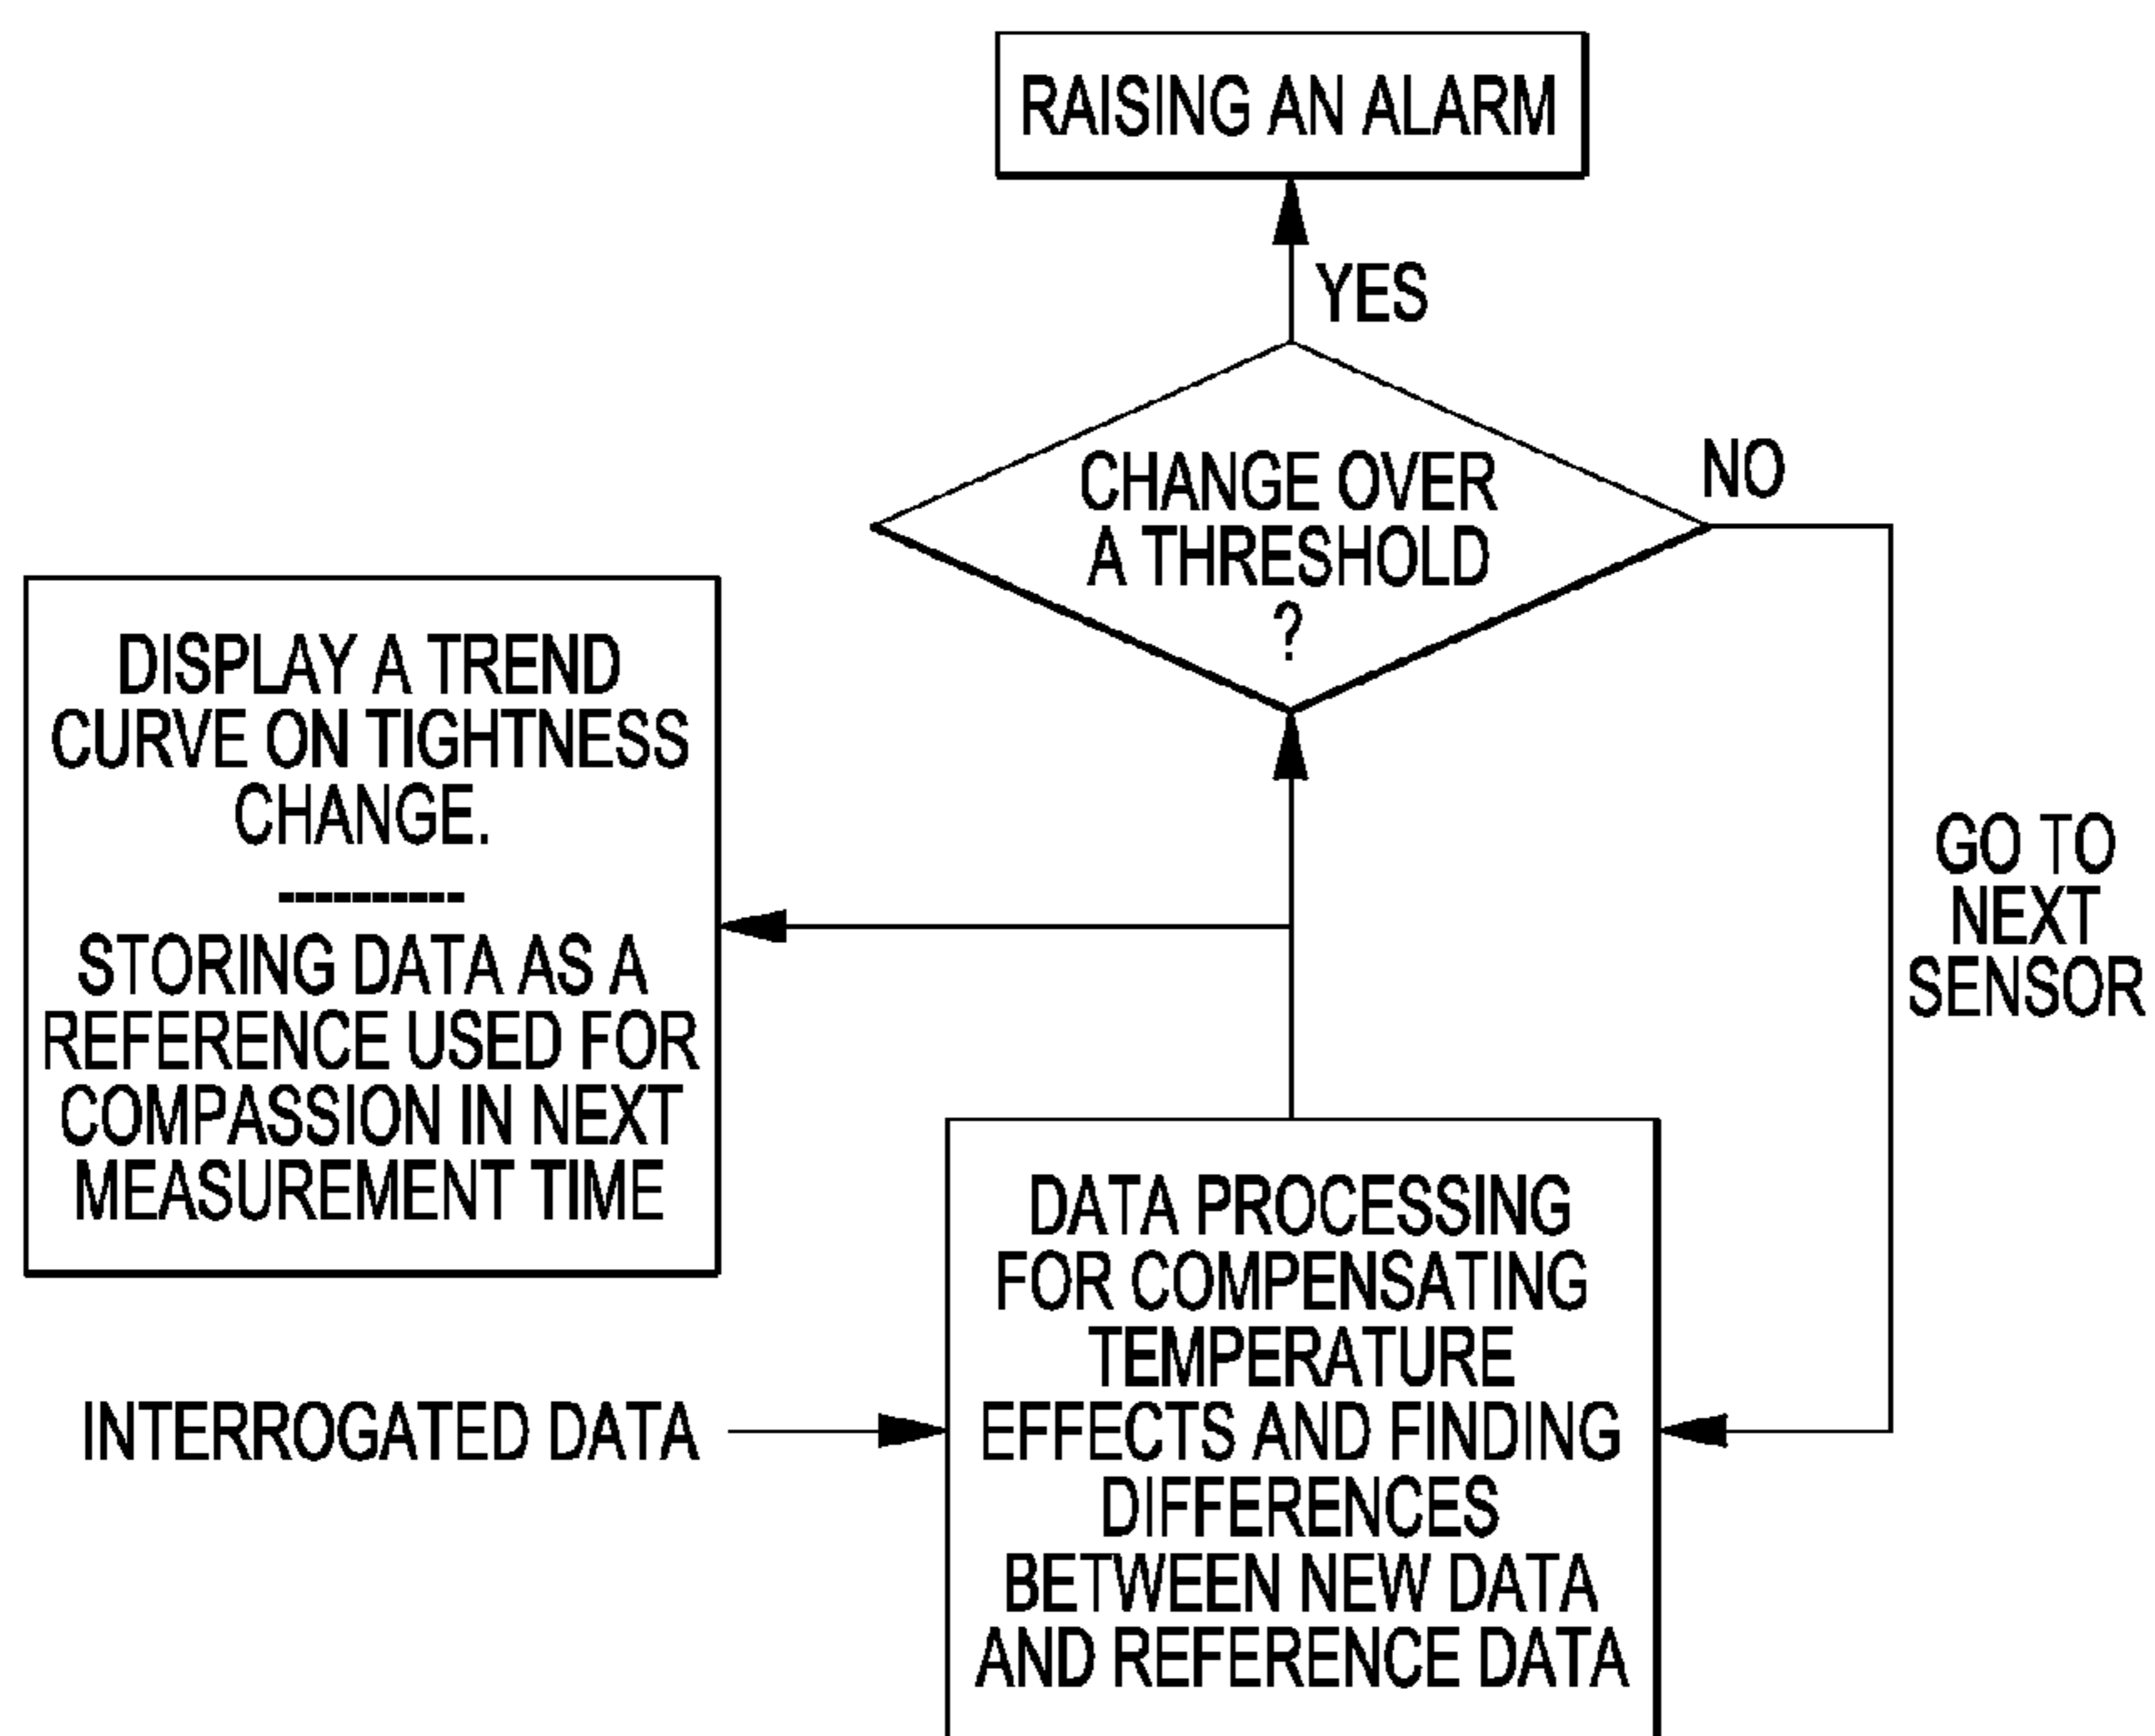 RAISING AN ALARM
YES
CHANGE OVER
A THRESHOLD
?
NO
DISPLAY A TREND
CURVE ON TIGHTNESS
CHANGE.
----------
STORING DATA AS A
REFERENCE USED FOR
COMPASSION IN NEXT
MEASUREMENT TIME
GO TO
NEXT
SENSOR
INTERROGATED DATA
DATA PROCESSING
FOR COMPENSATING
TEMPERATURE
EFFECTS AND FINDING
DIFFERENCES
BETWEEN NEW DATA
AND REFERENCE DATA